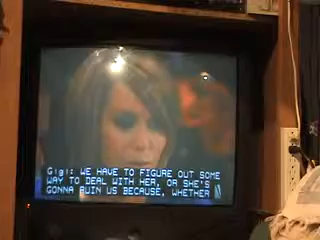 Gigi: WE HAVE TO FIGURE OUT SOME
WAY TO DEAL WITH HER, OR SHE'S
GONNA RUIN US BECAUSE, WHETHER